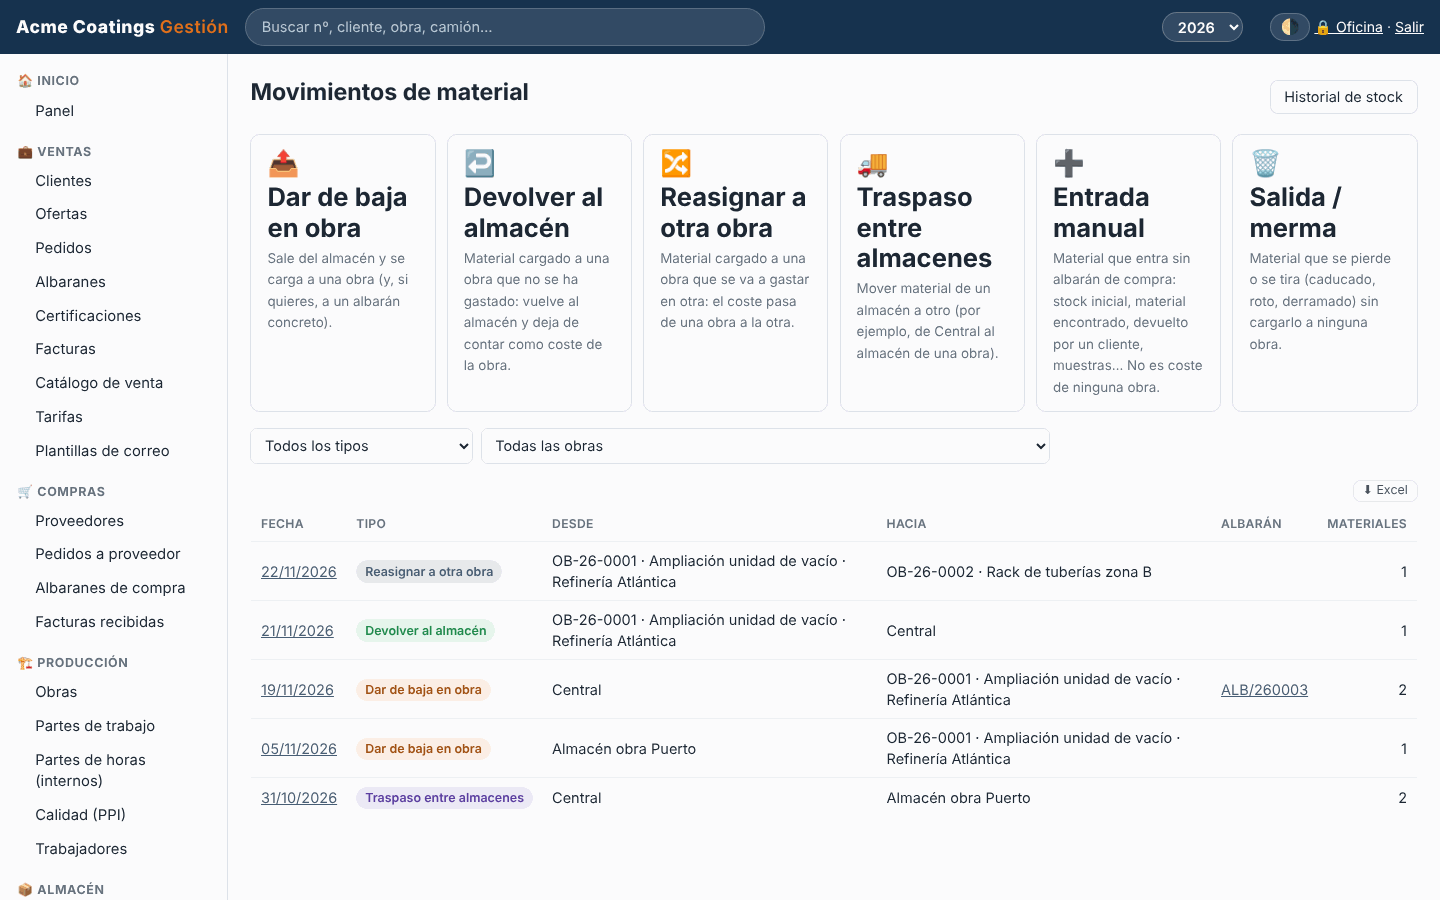 Acme Coatings Gestión
Buscar nº, cliente, obra, camión...
2026
Oficina · Salir
INICIO
Panel
VENTAS
Clientes
Ofertas
Pedidos
Albaranes
Certificaciones
Facturas
Catálogo de venta
Tarifas
Plantillas de correo
COMPRAS
Proveedores
Pedidos a proveedor
Albaranes de compra
Facturas recibidas
PRODUCCIÓN
Obras
Partes de trabajo
Partes de horas
(internos)
Calidad (PPI)
Trabajadores
ALMACÉN
Movimientos de material
Historial de stock
Dar de baja
en obra
Sale del almacén y se
carga a una obra (y, si
quieres, a un albarán
concreto).
Devolver al
almacén
Material cargado a una
obra que no se ha
gastado: vuelve al
almacén y deja de
contar como coste de
la obra.
Reasignar a
otra obra
Material cargado a una
obra que se va a gastar
en otra: el coste pasa
de una obra a la otra.
Traspaso
entre
almacenes
Mover material de un
almacén a otro (por
ejemplo, de Central al
almacén de una obra).
Entrada
manual
Material que entra sin
albarán de compra:
stock inicial, material
encontrado, devuelto
por un cliente,
muestras... No es coste
de ninguna obra.
Salida /
merma
Material que se pierde
o se tira (caducado,
roto, derramado) sin
cargarlo a ninguna
obra.
Todos los tipos
Todas las obras
⬇ Excel
FECHA TIPO DESDE HACIA ALBARÁN MATERIALES
22/11/2026 Reasignar a otra obra OB-26-0001 · Ampliación unidad de vacío · OB-26-0002 · Rack de tuberías zona B 1
Refinería Atlántica
21/11/2026 Devolver al almacén OB-26-0001 · Ampliación unidad de vacío · Central 1
Refinería Atlántica
19/11/2026 Dar de baja en obra Central OB-26-0001 · Ampliación unidad de vacío · ALB/260003 2
Refinería Atlántica
05/11/2026 Dar de baja en obra Almacén obra Puerto OB-26-0001 · Ampliación unidad de vacío · 1
Refinería Atlántica
31/10/2026 Traspaso entre almacenes Central Almacén obra Puerto 2